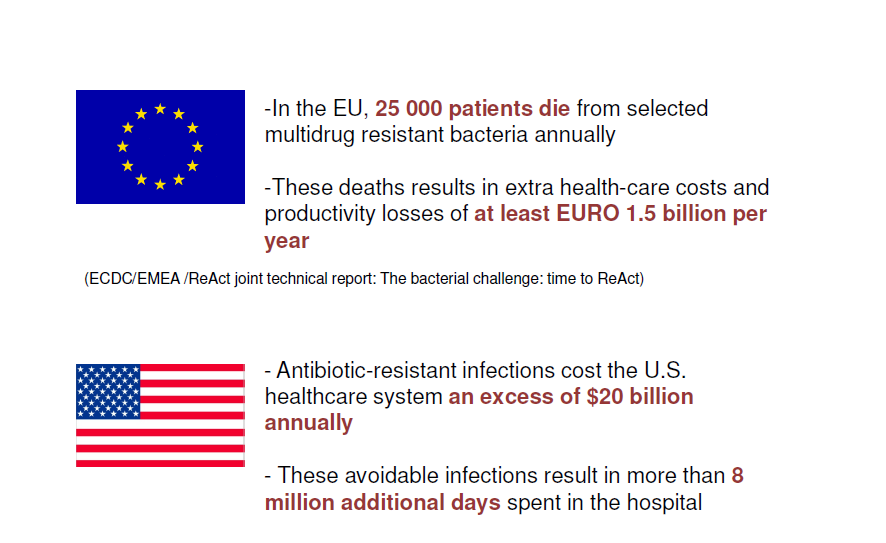 -In the EU, 25 000 patients die from selected
multidrug resistant bacteria annually
-These deaths results in extra health-care costs and
productivity losses of at least EURO 1.5 billion per
year
(ECDC/EMEA /ReAct joint technical report: The bacterial challenge: time to ReAct)
- Antibiotic-resistant infections cost the U.S.
healthcare system an excess of $20 billion
annually
- These avoidable infections result in more than 8
million additional days spent in the hospital